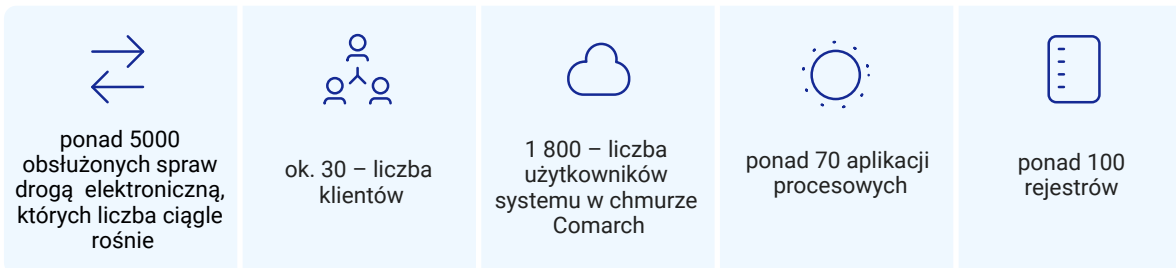 ponad 5000
obsłużonych spraw
drogą  elektroniczną,
których liczba ciągle
rośnie
ok. 30 – liczba
klientów
1 800 – liczba
użytkowników
systemu w chmurze
Comarch
ponad 70 aplikacji
procesowych
ponad 100
rejestrów